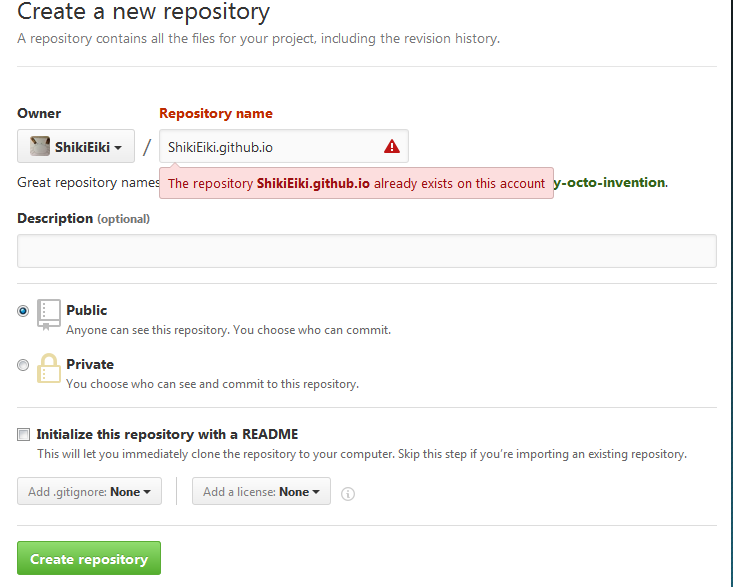 Create a new repository
A repository contains all the files for your project, including the revision history.
Owner
Repository name
ShikiEiki
/
ShikiEiki.github.io
Great repository names
y-octo-invention.
The repository ShikiEiki.github.io already exists on this account
Description (optional)
Public
Anyone can see this repository. You choose who can commit.
Private
You choose who can see and commit to this repository.
Initialize this repository with a README
This will let you immediately clone the repository to your computer. Skip this step if you’re importing an existing repository.
Add .gitignore: None
Add a license: None
Create repository